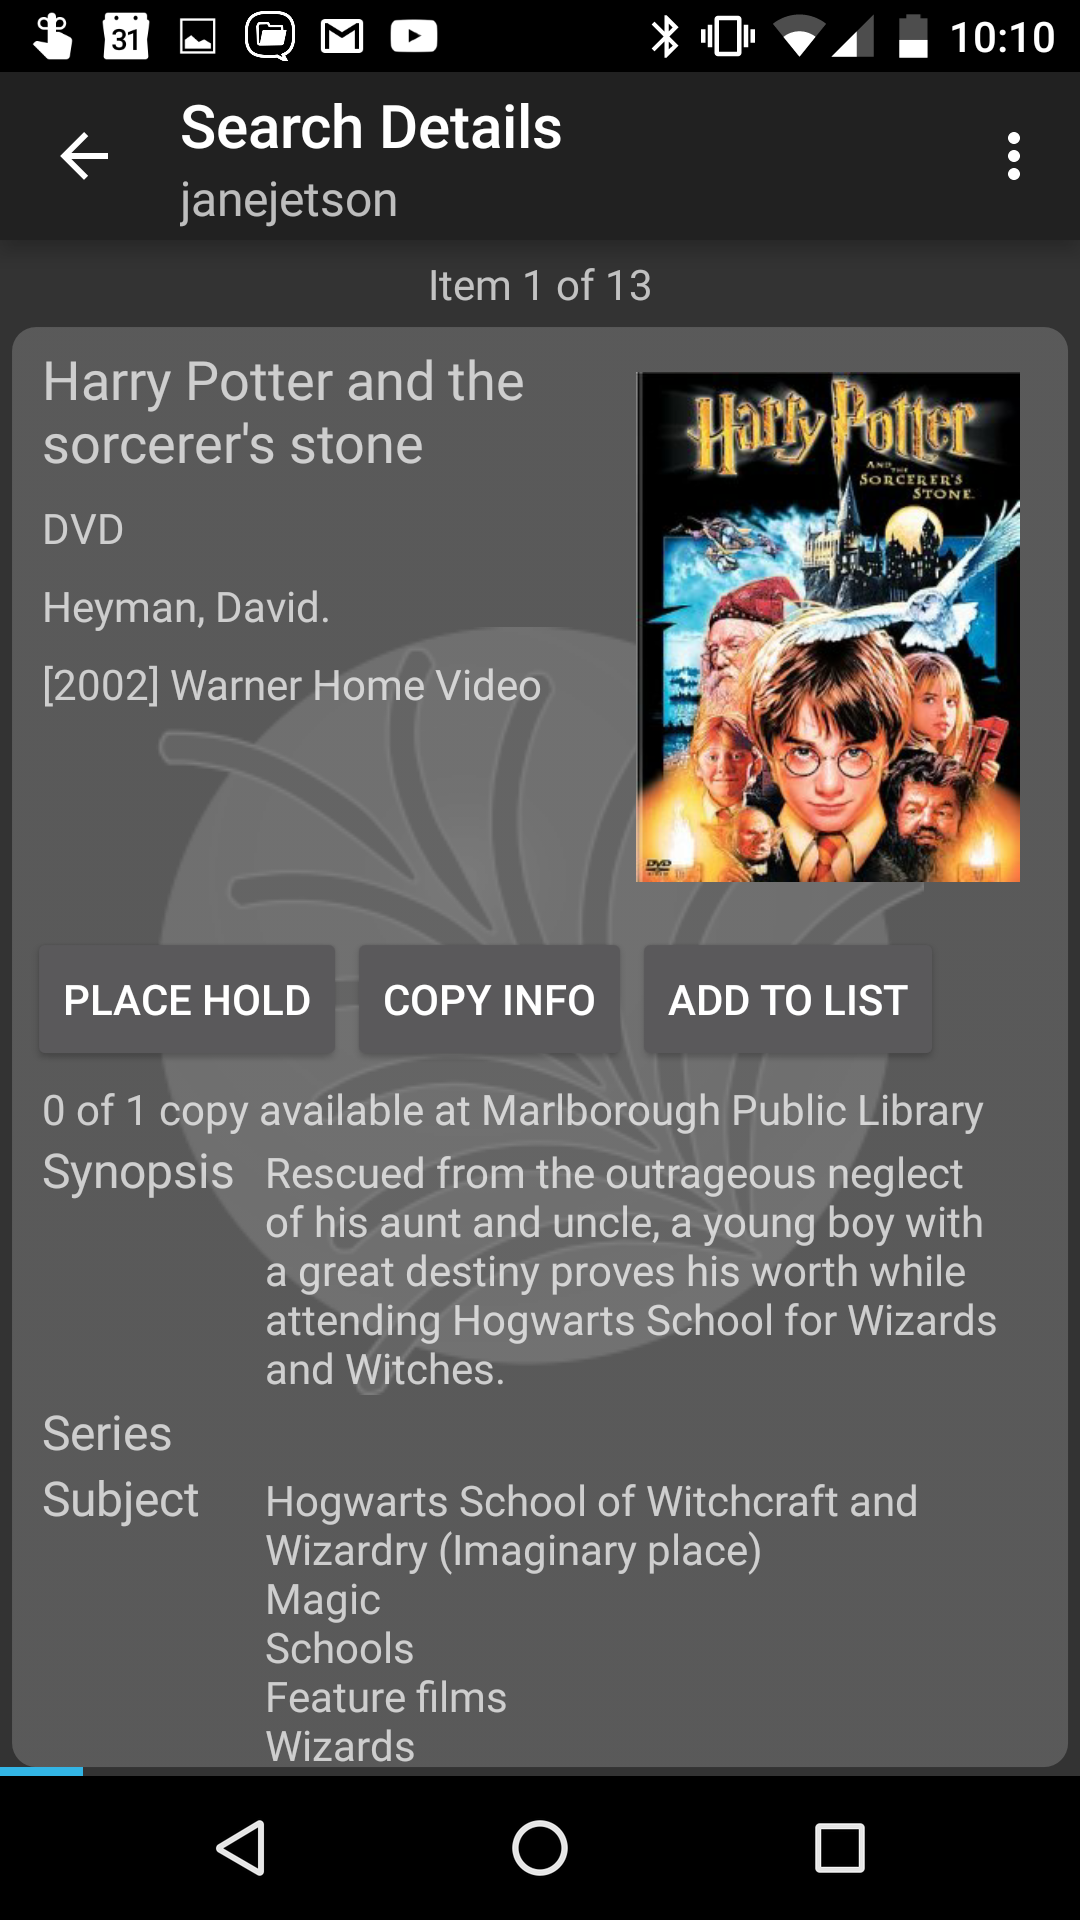 31
10:10
Search Details
janejetson
Item 1 of 13
Harry Potter and the
sorcerer's stone
DVD
Heyman, David.
[2002] Warner Home Video
Harry Potter
AND THE
SORCERER'S
STONE
DVD
PLACE HOLD
COPY INFO
ADD TO LIST
0 of 1 copy available at Marlborough Public Library
Synopsis
Rescued from the outrageous neglect
of his aunt and uncle, a young boy with
a great destiny proves his worth while
attending Hogwarts School for Wizards
and Witches.
Series
Subject
Hogwarts School of Witchcraft and
Wizardry (Imaginary place)
Magic
Schools
Feature films
Wizards